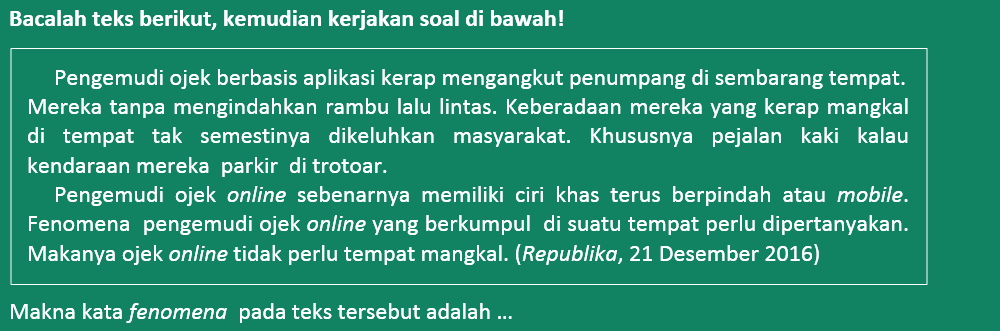 Bacalah teks berikut, kemudian kerjakan soal di bawah!
Pengemudi ojek berbasis aplikasi kerap mengangkut penumpang di sembarang tempat.
Mereka tanpa mengindahkan rambu lalu lintas. Keberadaan mereka yang kerap mangkal
di tempat tak semestinya dikeluhkan masyarakat. Khususnya pejalan kaki kalau
kendaraan mereka parkir di trotoar.
Pengemudi ojek online sebenarnya memiliki ciri khas terus berpindah atau mobile.
Fenomena pengemudi ojek online yang berkumpul di suatu tempat perlu dipertanyakan.
Makanya ojek online tidak perlu tempat mangkal. (Republika, 21 Desember 2016)
Makna kata fenomena pada teks tersebut adalah ...